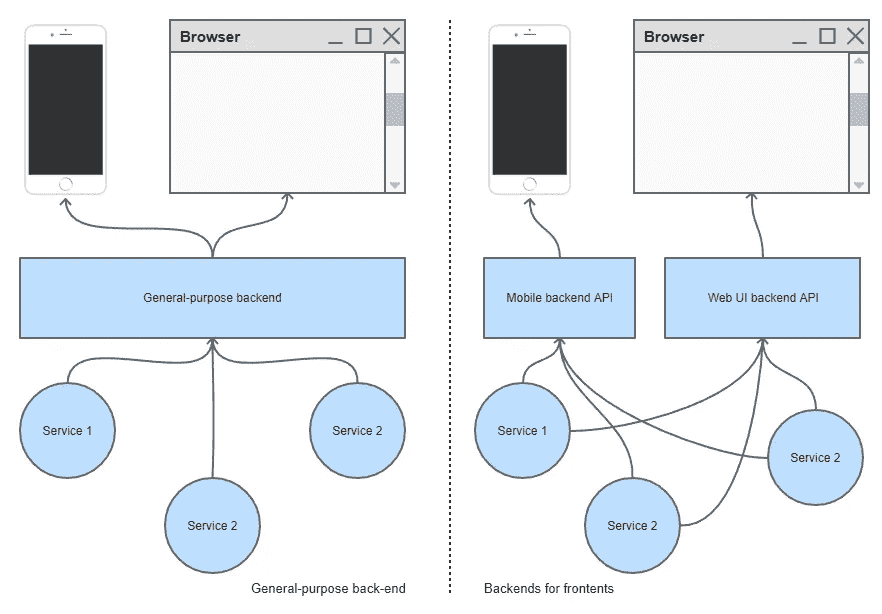 Browser
Browser
General-purpose backend
Mobile backend API
Web UI backend API
Service 1
Service 2
Service 2
Service 1
Service 2
Service 2
General-purpose back-end
Backends for frontents